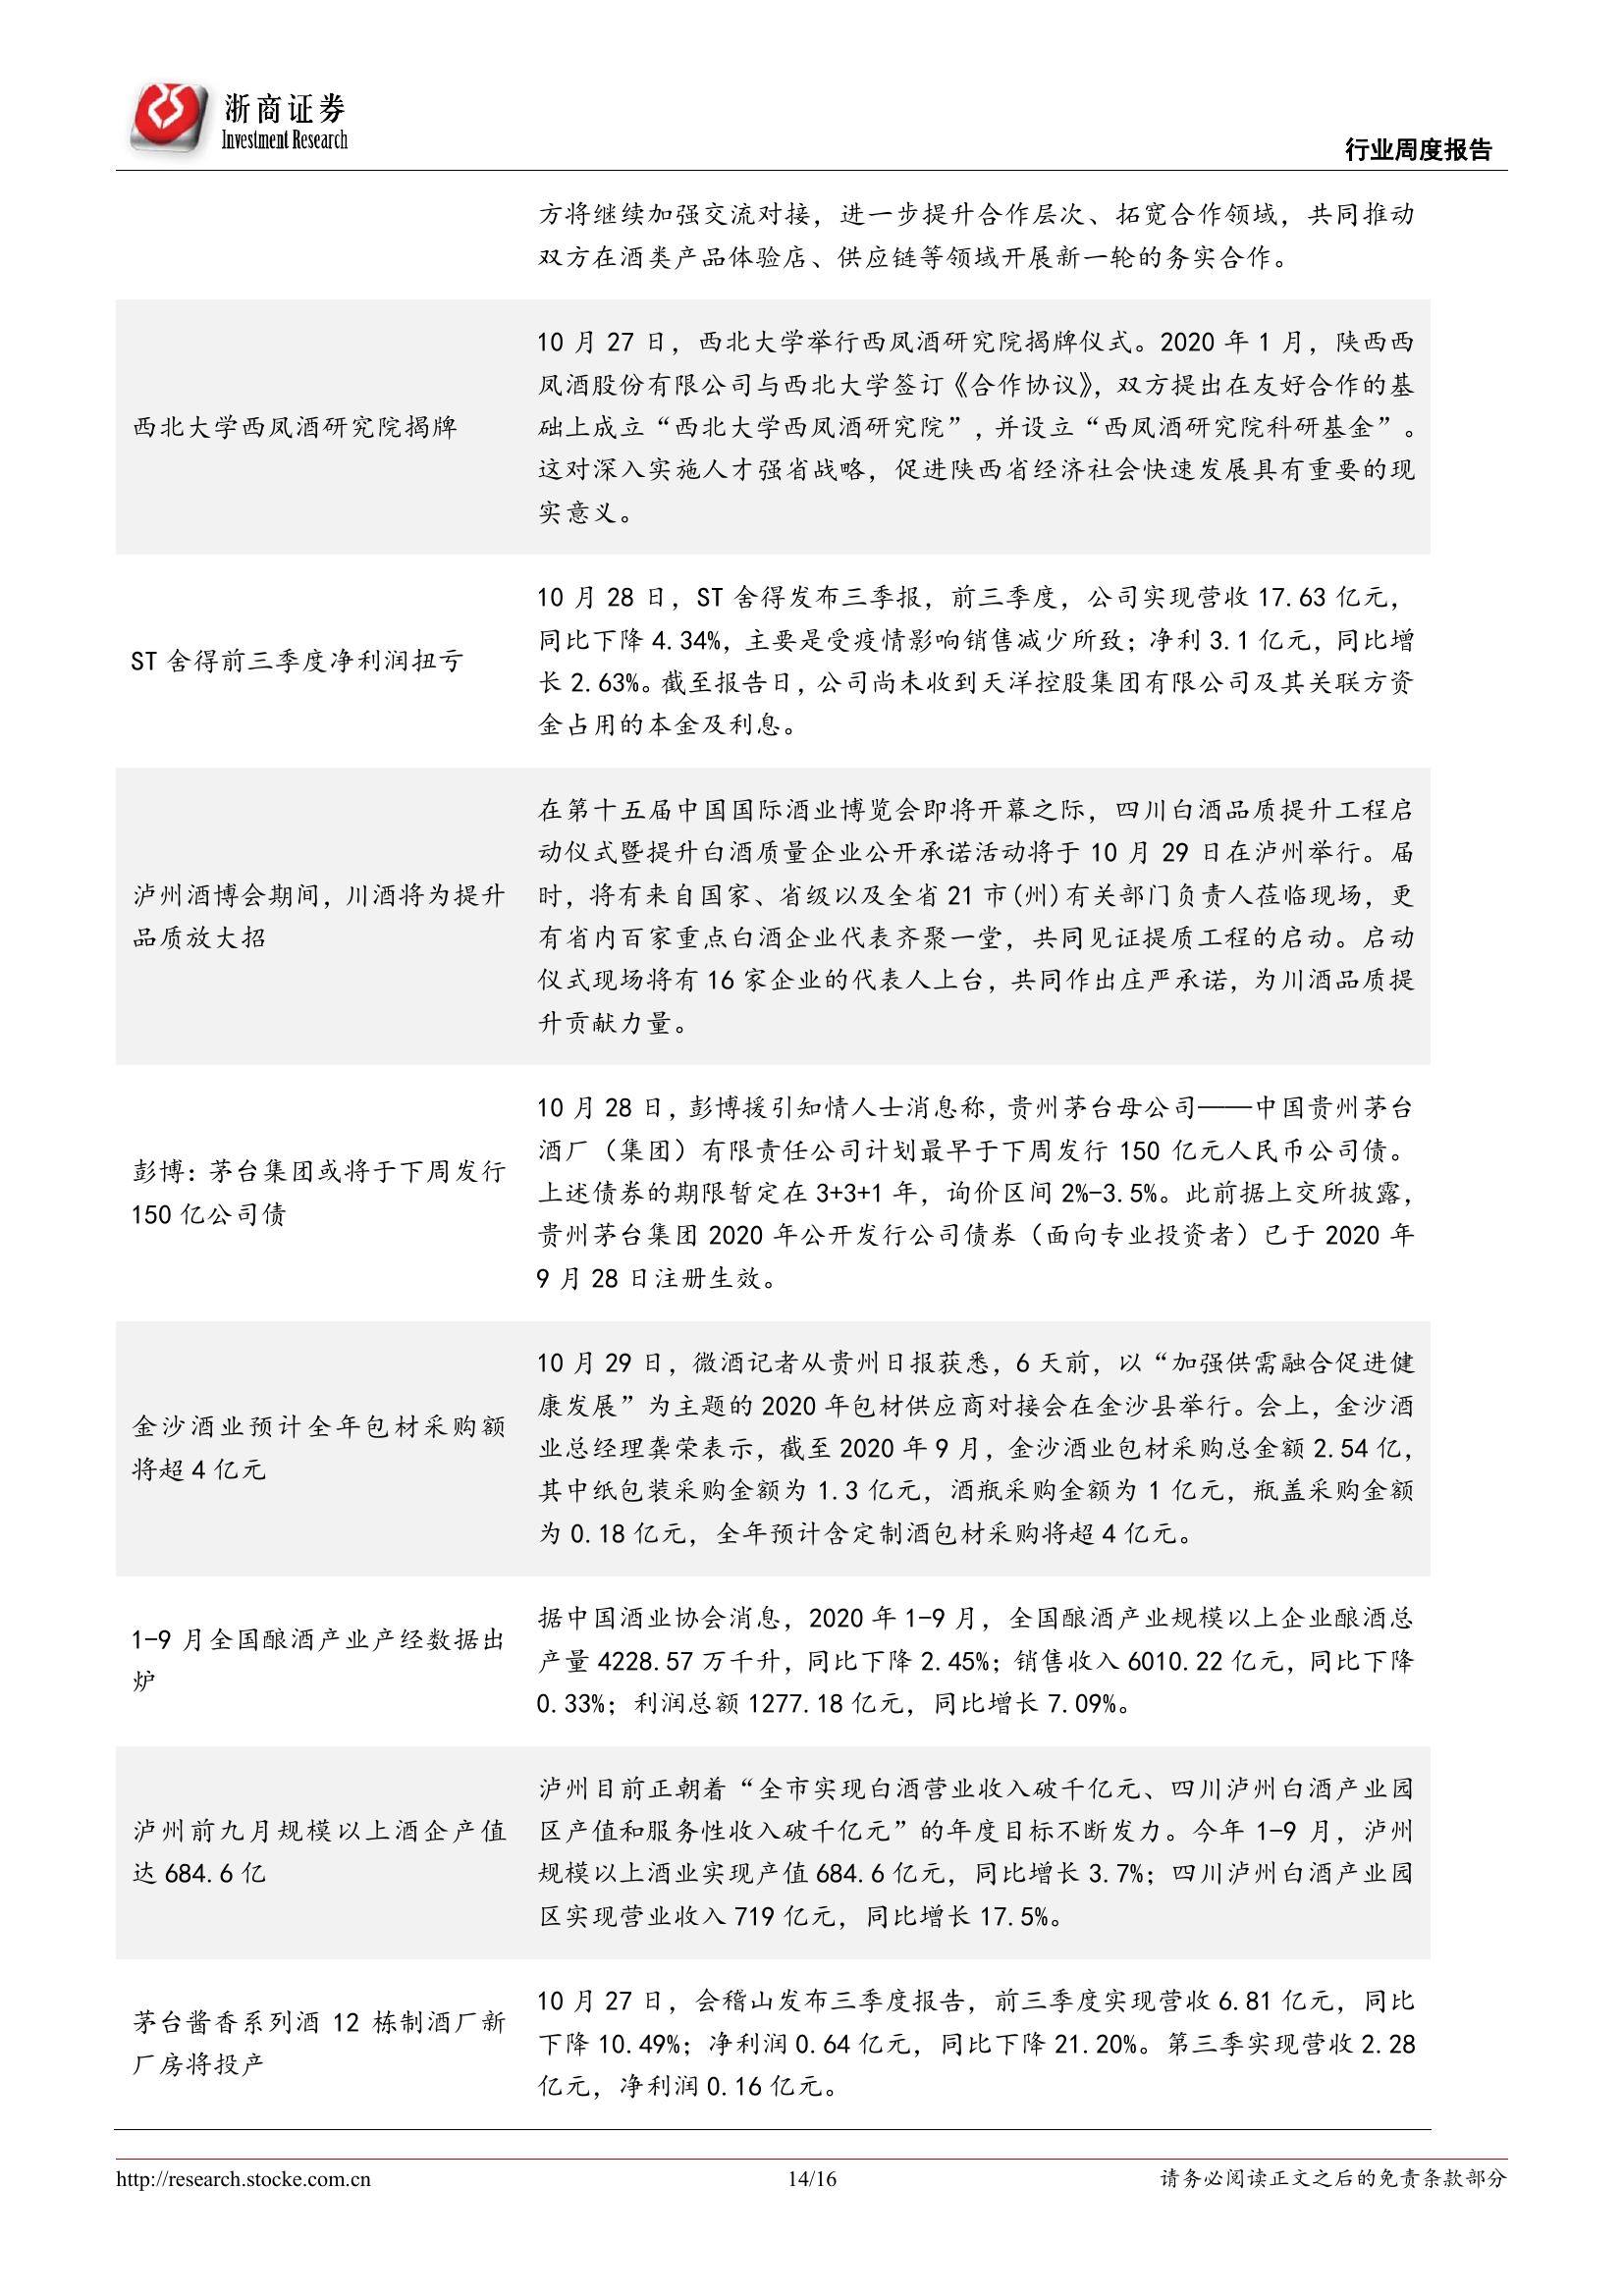 浙商证券
Investment Research
行业周度报告
方将继续加强交流对接，进一步提升合作层次、拓宽合作领域，共同推动
双方在酒类产品体验店、供应链等领域开展新一轮的务实合作。
西北大学西凤酒研究院揭牌
10 月 27 日，西北大学举行西凤酒研究院揭牌仪式。2020 年 1 月，陕西西
凤酒股份有限公司与西北大学签订《合作协议》，双方提出在友好合作的基
础上成立“西北大学西凤酒研究院”，并设立“西凤酒研究院科研基金”。
这对深入实施人才强省战略，促进陕西省经济社会快速发展具有重要的现
实意义。
ST 舍得前三季度净利润扭亏
10 月 28 日，ST 舍得发布三季报，前三季度，公司实现营收 17.63 亿元，
同比下降 4.34%，主要是受疫情影响销售减少所致；净利 3.1 亿元，同比增
长 2.63%。截至报告日，公司尚未收到天洋控股集团有限公司及其关联方资
金占用的本金及利息。
泸州酒博会期间，川酒将为提升
品质放大招
在第十五届中国国际酒业博览会即将开幕之际，四川白酒品质提升工程启
动仪式暨提升白酒质量企业公开承诺活动将于 10 月 29 日在泸州举行。届
时，将有来自国家、省级以及全省 21 市(州)有关部门负责人莅临现场，更
有省内百家重点白酒企业代表齐聚一堂，共同见证提质工程的启动。启动
仪式现场将有 16 家企业的代表人上台，共同作出庄严承诺，为川酒品质提
升贡献力量。
彭博：茅台集团或将于下周发行
150 亿公司债
10 月 28 日，彭博援引知情人士消息称，贵州茅台母公司——中国贵州茅台
酒厂（集团）有限责任公司计划最早于下周发行 150 亿元人民币公司债。
上述债券的期限暂定在 3+3+1 年，询价区间 2%-3.5%。此前据上交所披露，
贵州茅台集团 2020 年公开发行公司债券（面向专业投资者）已于 2020 年
9 月 28 日注册生效。
金沙酒业预计全年包材采购额
将超 4 亿元
10 月 29 日，微酒记者从贵州日报获悉，6 天前，以“加强供需融合促进健
康发展”为主题的 2020 年包材供应商对接会在金沙县举行。会上，金沙酒
业总经理龚荣表示，截至 2020 年 9 月，金沙酒业包材采购总金额 2.54 亿，
其中纸包装采购金额为 1.3 亿元，酒瓶采购金额为 1 亿元，瓶盖采购金额
为 0.18 亿元，全年预计含定制酒包材采购将超 4 亿元。
1-9 月全国酿酒产业产经数据出
炉
据中国酒业协会消息，2020 年 1-9 月，全国酿酒产业规模以上企业酿酒总
产量 4228.57 万千升，同比下降 2.45%；销售收入 6010.22 亿元，同比下降
0.33%；利润总额 1277.18 亿元，同比增长 7.09%。
泸州前九月规模以上酒企产值
达 684.6 亿
泸州目前正朝着“全市实现白酒营业收入破千亿元、四川泸州白酒产业园
区产值和服务性收入破千亿元”的年度目标不断发力。今年 1-9 月，泸州
规模以上酒业实现产值 684.6 亿元，同比增长 3.7%；四川泸州白酒产业园
区实现营业收入 719 亿元，同比增长 17.5%。
茅台酱香系列酒 12 栋制酒厂新
厂房将投产
10 月 27 日，会稽山发布三季度报告，前三季度实现营收 6.81 亿元，同比
下降 10.49%；净利润 0.64 亿元，同比下降 21.20%。第三季实现营收 2.28
亿元，净利润 0.16 亿元。
http://research.stocke.com.cn
14/16
请务必阅读正文之后的免责条款部分